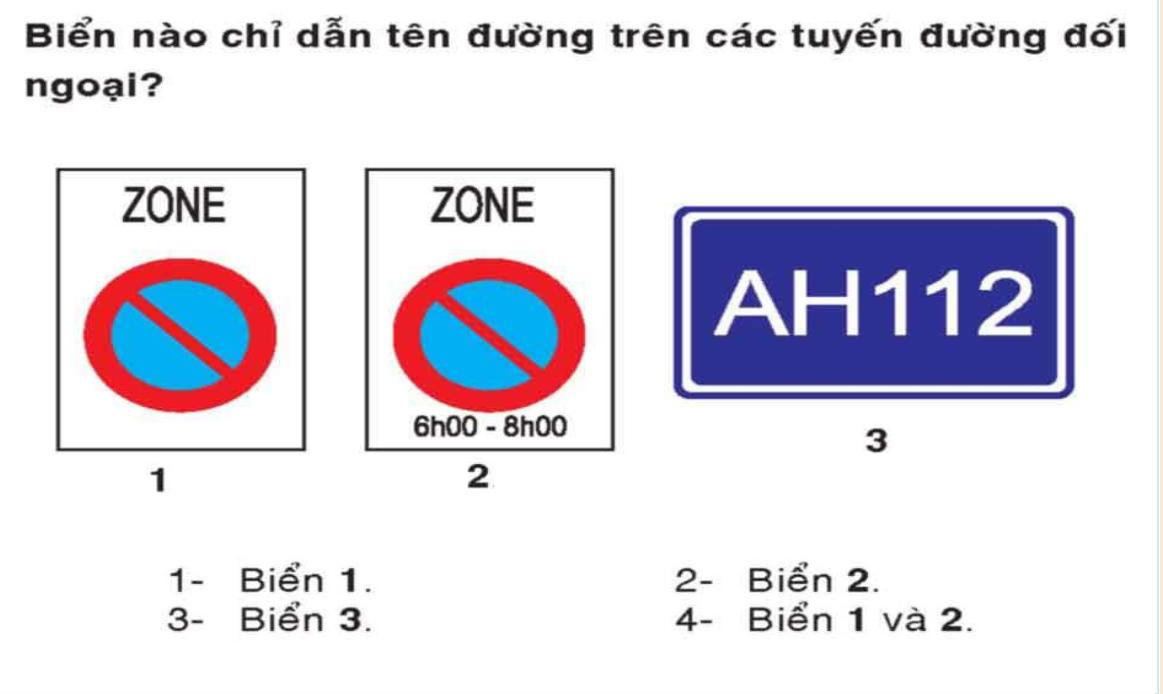 Biển nào chỉ dẫn tên đường trên các tuyến đường đối
ngoại?
ZONE
ZONE
AH112
6h00 - 8h00
1
2
3
1- Biển 1.
2- Biển 2.
3- Biển 3.
4- Biển 1 và 2.